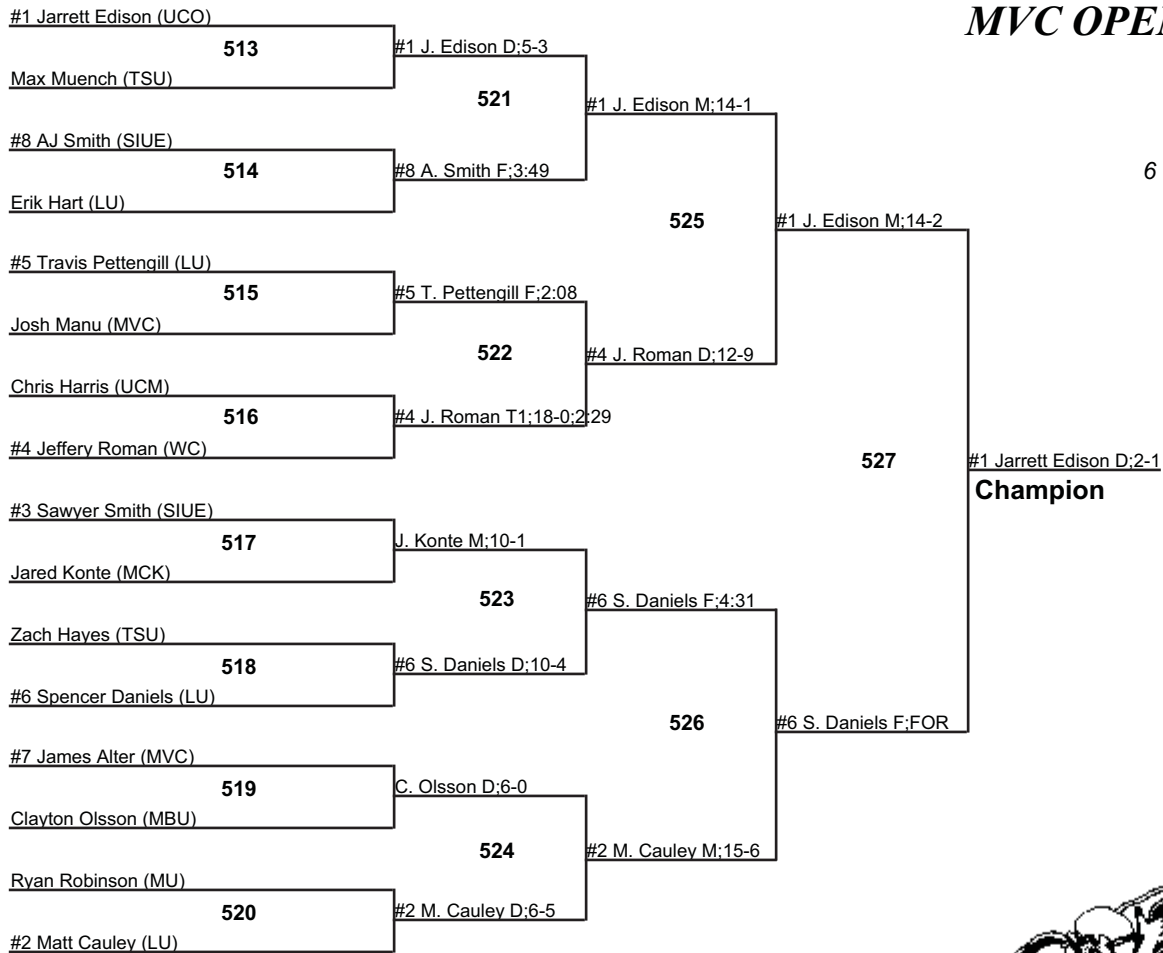 MVC OPEN
6
#1 Jarrett Edison (UCO)
513
Max Muench (TSU)
#8 AJ Smith (SIUE)
514
Erik Hart (LU)
#5 Travis Pettengill (LU)
515
Josh Manu (MVC)
Chris Harris (UCM)
516
#4 Jeffery Roman (WC)
#3 Sawyer Smith (SIUE)
517
Jared Konte (MCK)
Zach Hayes (TSU)
518
#6 Spencer Daniels (LU)
#7 James Alter (MVC)
519
Clayton Olsson (MBU)
Ryan Robinson (MU)
520
#2 Matt Cauley (LU)
#1 J. Edison D;5-3
521
#8 A. Smith F;3:49
#5 T. Pettengill F;2:08
522
#4 J. Roman T1;18-0;2:29
J. Konte M;10-1
523
#6 S. Daniels D;10-4
C. Olsson D;6-0
524
#2 M. Cauley D;6-5
#1 J. Edison M;14-1
525
#4 J. Roman D;12-9
#6 S. Daniels F;4:31
526
#2 M. Cauley M;15-6
#1 J. Edison M;14-2
527
#6 S. Daniels F;FOR
#1 Jarrett Edison D;2-1
Champion